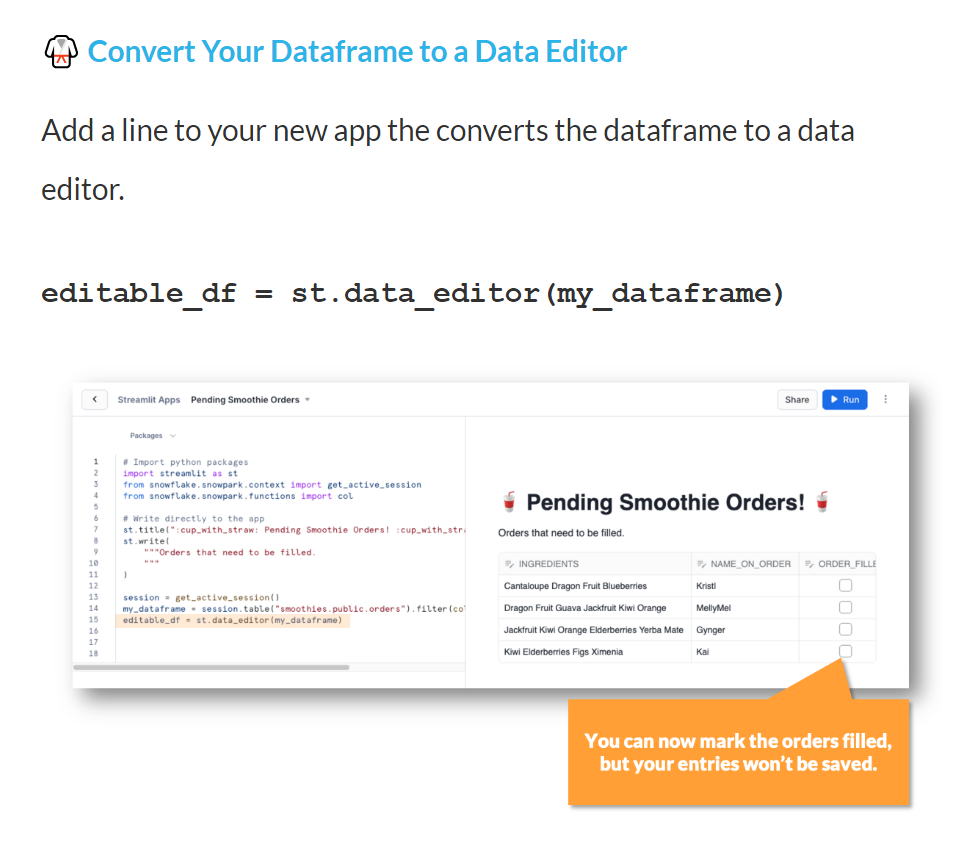 Convert Your Dataframe to a Data Editor
Add a line to your new app the converts the dataframe to a data
editor.
editable_df = st.data_editor(my_dataframe)
Streamlit Apps Pending Smoothie Orders
Share Run
Packages
1 # Import python packages
2 import streamlit as st
3 from snowflake.snowpark.context import get_active_session
4 from snowflake.snowpark.functions import col
5
6 # Write directly to the app
7 st.title(":cup_with_straw: Pending Smoothie Orders! :cup_with_stra
8 st.write(
9 """Orders that need to be filled.
10 """
11 )
12
13 session = get_active_session()
14 my_dataframe = session.table("smoothies.public.orders").filter(co
15 editable_df = st.data_editor(my_dataframe)
16
17
18
Pending Smoothie Orders!
Orders that need to be filled.
INGREDIENTS NAME_ON_ORDER ORDER_FILLE
Cantaloupe Dragon Fruit Blueberries Kristl
Dragon Fruit Guava Jackfruit Kiwi Orange MellyMel
Jackfruit Kiwi Orange Elderberries Yerba Mate Gynger
Kiwi Elderberries Figs Ximenia Kai
You can now mark the orders filled,
but your entries won't be saved.